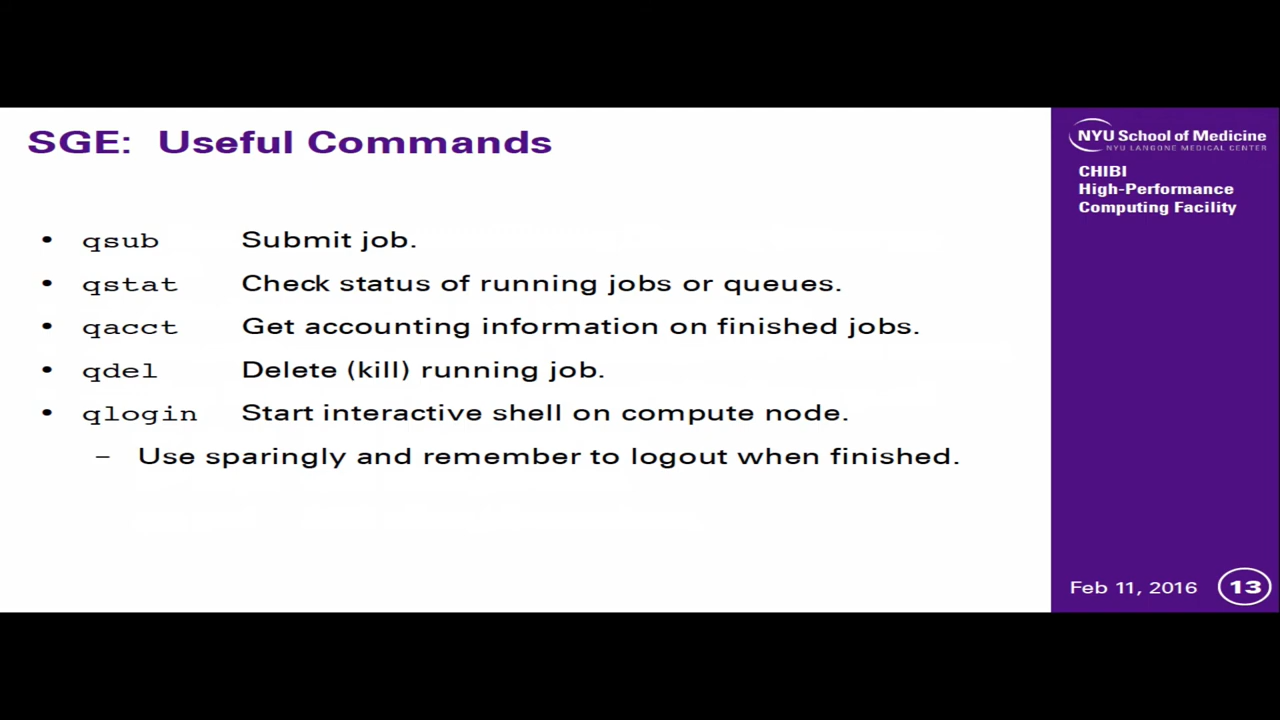 SGE: Useful Commands
• qsub Submit job.
• qstat Check status of running jobs or queues.
• qacct Get accounting information on finished jobs.
• qdel Delete (kill) running job.
• qlogin Start interactive shell on compute node.
– Use sparingly and remember to logout when finished.
NYU School of Medicine
NYU LANGONE MEDICAL CENTER
CHIBI
High-Performance
Computing Facility
Feb 11, 2016 13